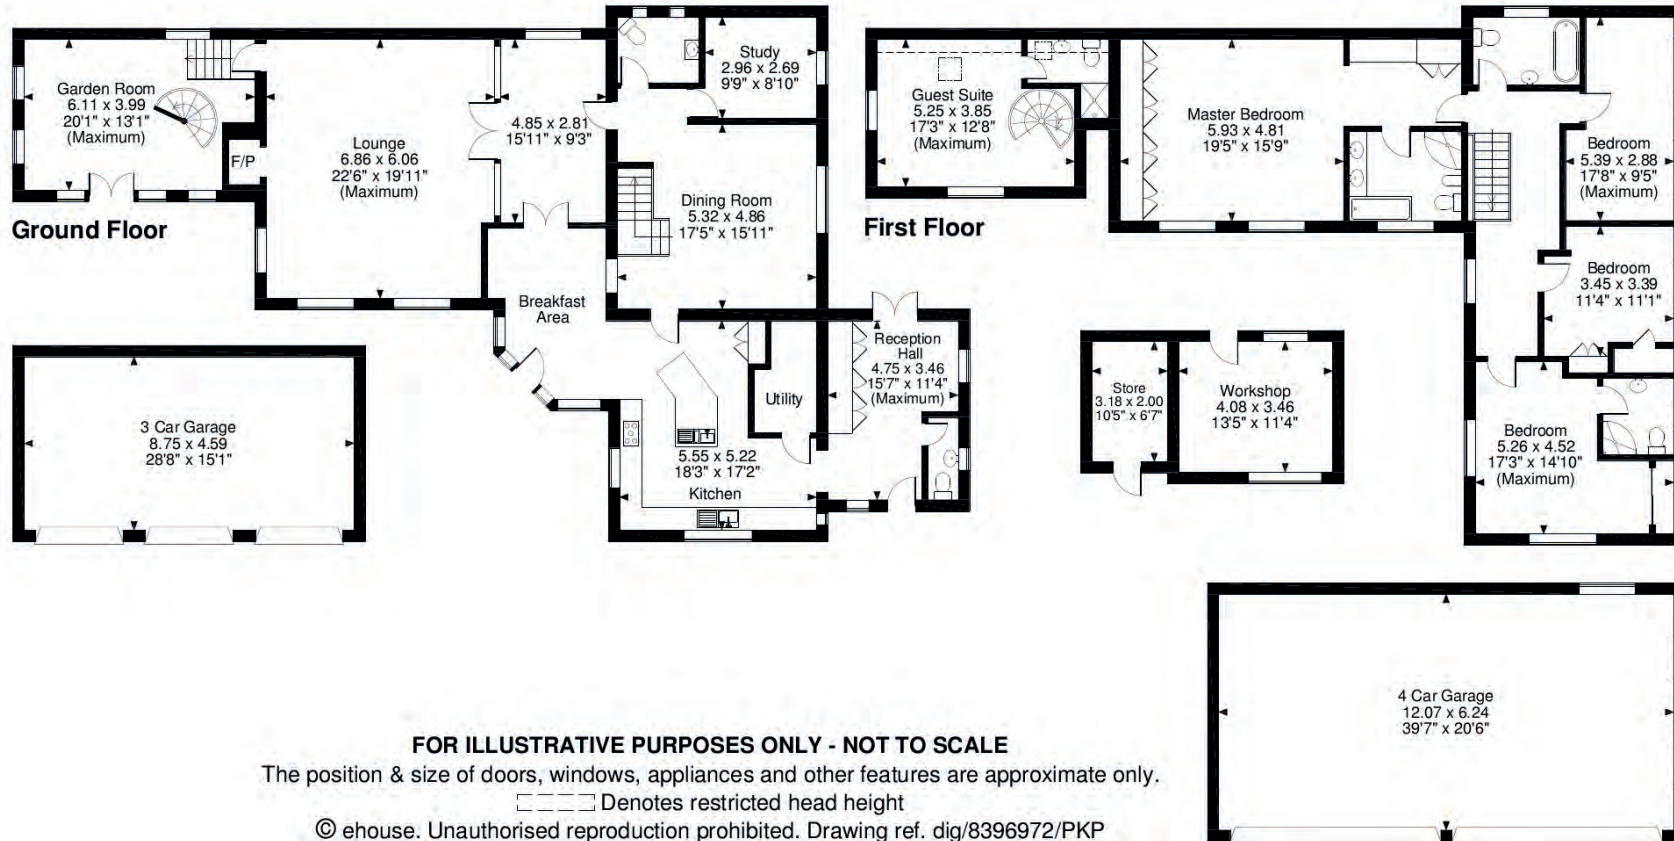 Garden Room
6.11 x 3.99
20'1" x 13'1"
(Maximum)
F/P
Lounge
6.86 x 6.06
22'6" x 19'11"
(Maximum)
4.85 x 2.81
15'11" x 9'3"
Study
2.96 x 2.69
9'9" x 8'10"
Dining Room
5.32 x 4.86
17'5" x 15'11"
Ground Floor
Breakfast
Area
Utility
Reception
Hall
4.75 x 3.46
15'7" x 11'4"
(Maximum)
5.55 x 5.22
18'3" x 17'2"
Kitchen
3 Car Garage
8.75 x 4.59
28'8" x 15'1"
Guest Suite
5.25 x 3.85
17'3" x 12'8"
(Maximum)
Master Bedroom
5.93 x 4.81
19'5" x 15'9"
Bedroom
5.39 x 2.88
17'8" x 9'5"
(Maximum)
First Floor
Bedroom
3.45 x 3.39
11'4" x 11'1"
Store
3.18 x 2.00
10'5" x 6'7"
Workshop
4.08 x 3.46
13'5" x 11'4"
Bedroom
5.26 x 4.52
17'3" x 14'10"
(Maximum)
4 Car Garage
12.07 x 6.24
39'7" x 20'6"
FOR ILLUSTRATIVE PURPOSES ONLY - NOT TO SCALE
The position & size of doors, windows, appliances and other features are approximate only.
Denotes restricted head height
© ehouse. Unauthorised reproduction prohibited. Drawing ref. dig/8396972/PKP